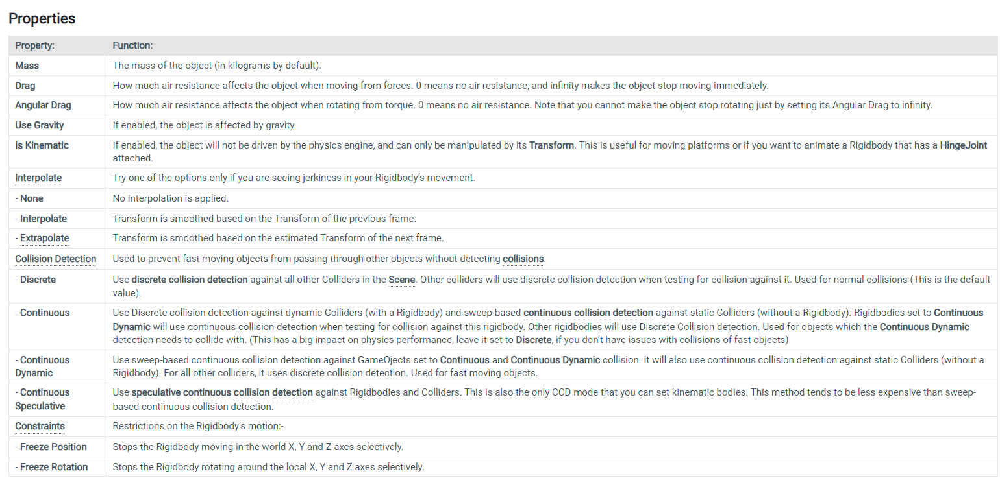 Properties
Property: Function:
Mass The mass of the object (in kilograms by default).
Drag How much air resistance affects the object when moving from forces. 0 means no air resistance, and infinity makes the object stop moving immediately.
Angular Drag How much air resistance affects the object when rotating from torque. 0 means no air resistance. Note that you cannot make the object stop rotating just by setting its Angular Drag to infinity.
Use Gravity If enabled, the object is affected by gravity.
Is Kinematic If enabled, the object will not be driven by the physics engine, and can only be manipulated by its Transform. This is useful for moving platforms or if you want to animate a Rigidbody that has a HingeJoint
attached.
Interpolate Try one of the options only if you are seeing jerkiness in your Rigidbody’s movement.
- None No Interpolation is applied.
- Interpolate Transform is smoothed based on the Transform of the previous frame.
- Extrapolate Transform is smoothed based on the estimated Transform of the next frame.
Collision Detection Used to prevent fast moving objects from passing through other objects without detecting collisions.
- Discrete Use discrete collision detection against all other Colliders in the Scene. Other colliders will use discrete collision detection when testing for collision against it. Used for normal collisions (This is the default
value).
- Continuous Use Discrete collision detection against dynamic Colliders (with a Rigidbody) and sweep-based continuous collision detection against static Colliders (without a Rigidbody). Rigidbodies set to Continuous
Dynamic will use continuous collision detection when testing for collision against this rigidbody. Other rigidbodies will use Discrete Collision detection. Used for objects which the Continuous Dynamic
detection needs to collide with. (This has a big impact on physics performance, leave it set to Discrete, if you don’t have issues with collisions of fast objects)
- Continuous Use sweep-based continuous collision detection against GameOjects set to Continuous and Continuous Dynamic collision. It will also use continuous collision detection against static Colliders (without a
Dynamic Rigidbody). For all other colliders, it uses discrete collision detection. Used for fast moving objects.
- Continuous Use speculative continuous collision detection against Rigidbodies and Colliders. This is also the only CCD mode that you can set kinematic bodies. This method tends to be less expensive than sweep-
Speculative based continuous collision detection.
Constraints Restrictions on the Rigidbody’s motion:-
- Freeze Position Stops the Rigidbody moving in the world X, Y and Z axes selectively.
- Freeze Rotation Stops the Rigidbody rotating around the local X, Y and Z axes selectively.